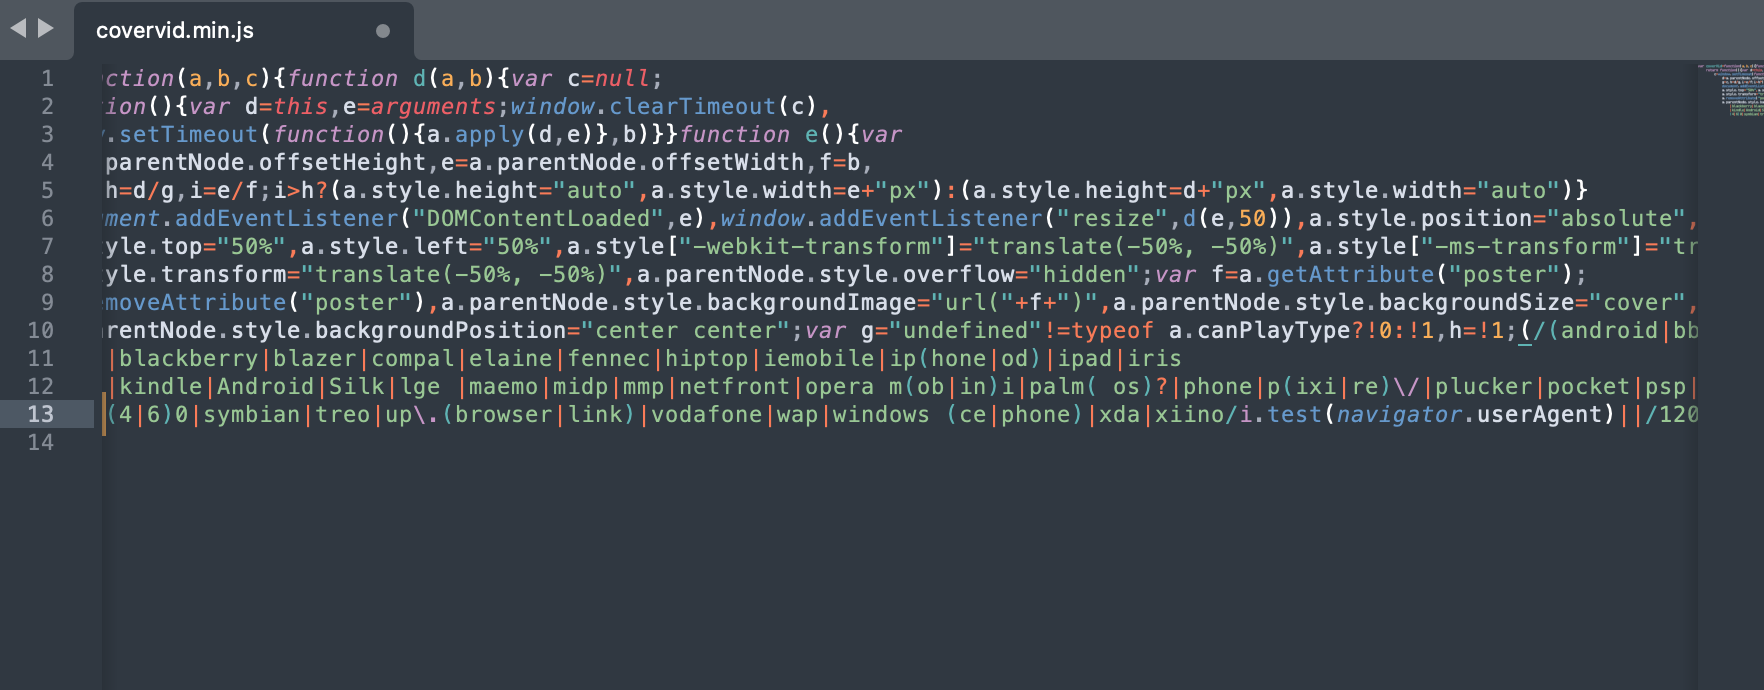 covervid.min.js
1 ction(a,b,c){function d(a,b){var c=null;
2 ion(){var d=this,e=arguments;window.clearTimeout(c),
3 .setTimeout(function(){a.apply(d,e)},b)}}function e(){var
4 parentNode.offsetHeight,e=a.parentNode.offsetWidth,f=b,
5 h=d/g,i=e/f;i>h?(a.style.height="auto",a.style.width=e+"px"):(a.style.height=d+"px",a.style.width="auto")}
6 ment.addEventListener("DOMContentLoaded",e),window.addEventListener("resize",d(e,50)),a.style.position="absolute",
7 yle.top="50%",a.style.left="50%",a.style["-webkit-transform"]="translate(-50%, -50%)",a.style["-ms-transform"]="tr
8 yle.transform="translate(-50%, -50%)",a.parentNode.style.overflow="hidden";var f=a.getAttribute("poster");
9 moveAttribute("poster"),a.parentNode.style.backgroundImage="url("+f+")",a.parentNode.style.backgroundSize="cover",
10 rentNode.style.backgroundPosition="center center";var g="undefined"!=typeof a.canPlayType?!0:!1,h=!1;(/(android|bb
11 |blackberry|blazer|compal|elaine|fennec|hiptop|iemobile|ip(hone|od)|ipad|iris
12 |kindle|Android|Silk|lge |maemo|midp|mmp|netfront|opera m(ob|in)i|palm( os)?|phone|p(ixi|re)\/|plucker|pocket|psp|
13 (4|6)0|symbian|treo|up\.(browser|link)|vodafone|wap|windows (ce|phone)|xda|xiino/i.test(navigator.userAgent)||/120
14